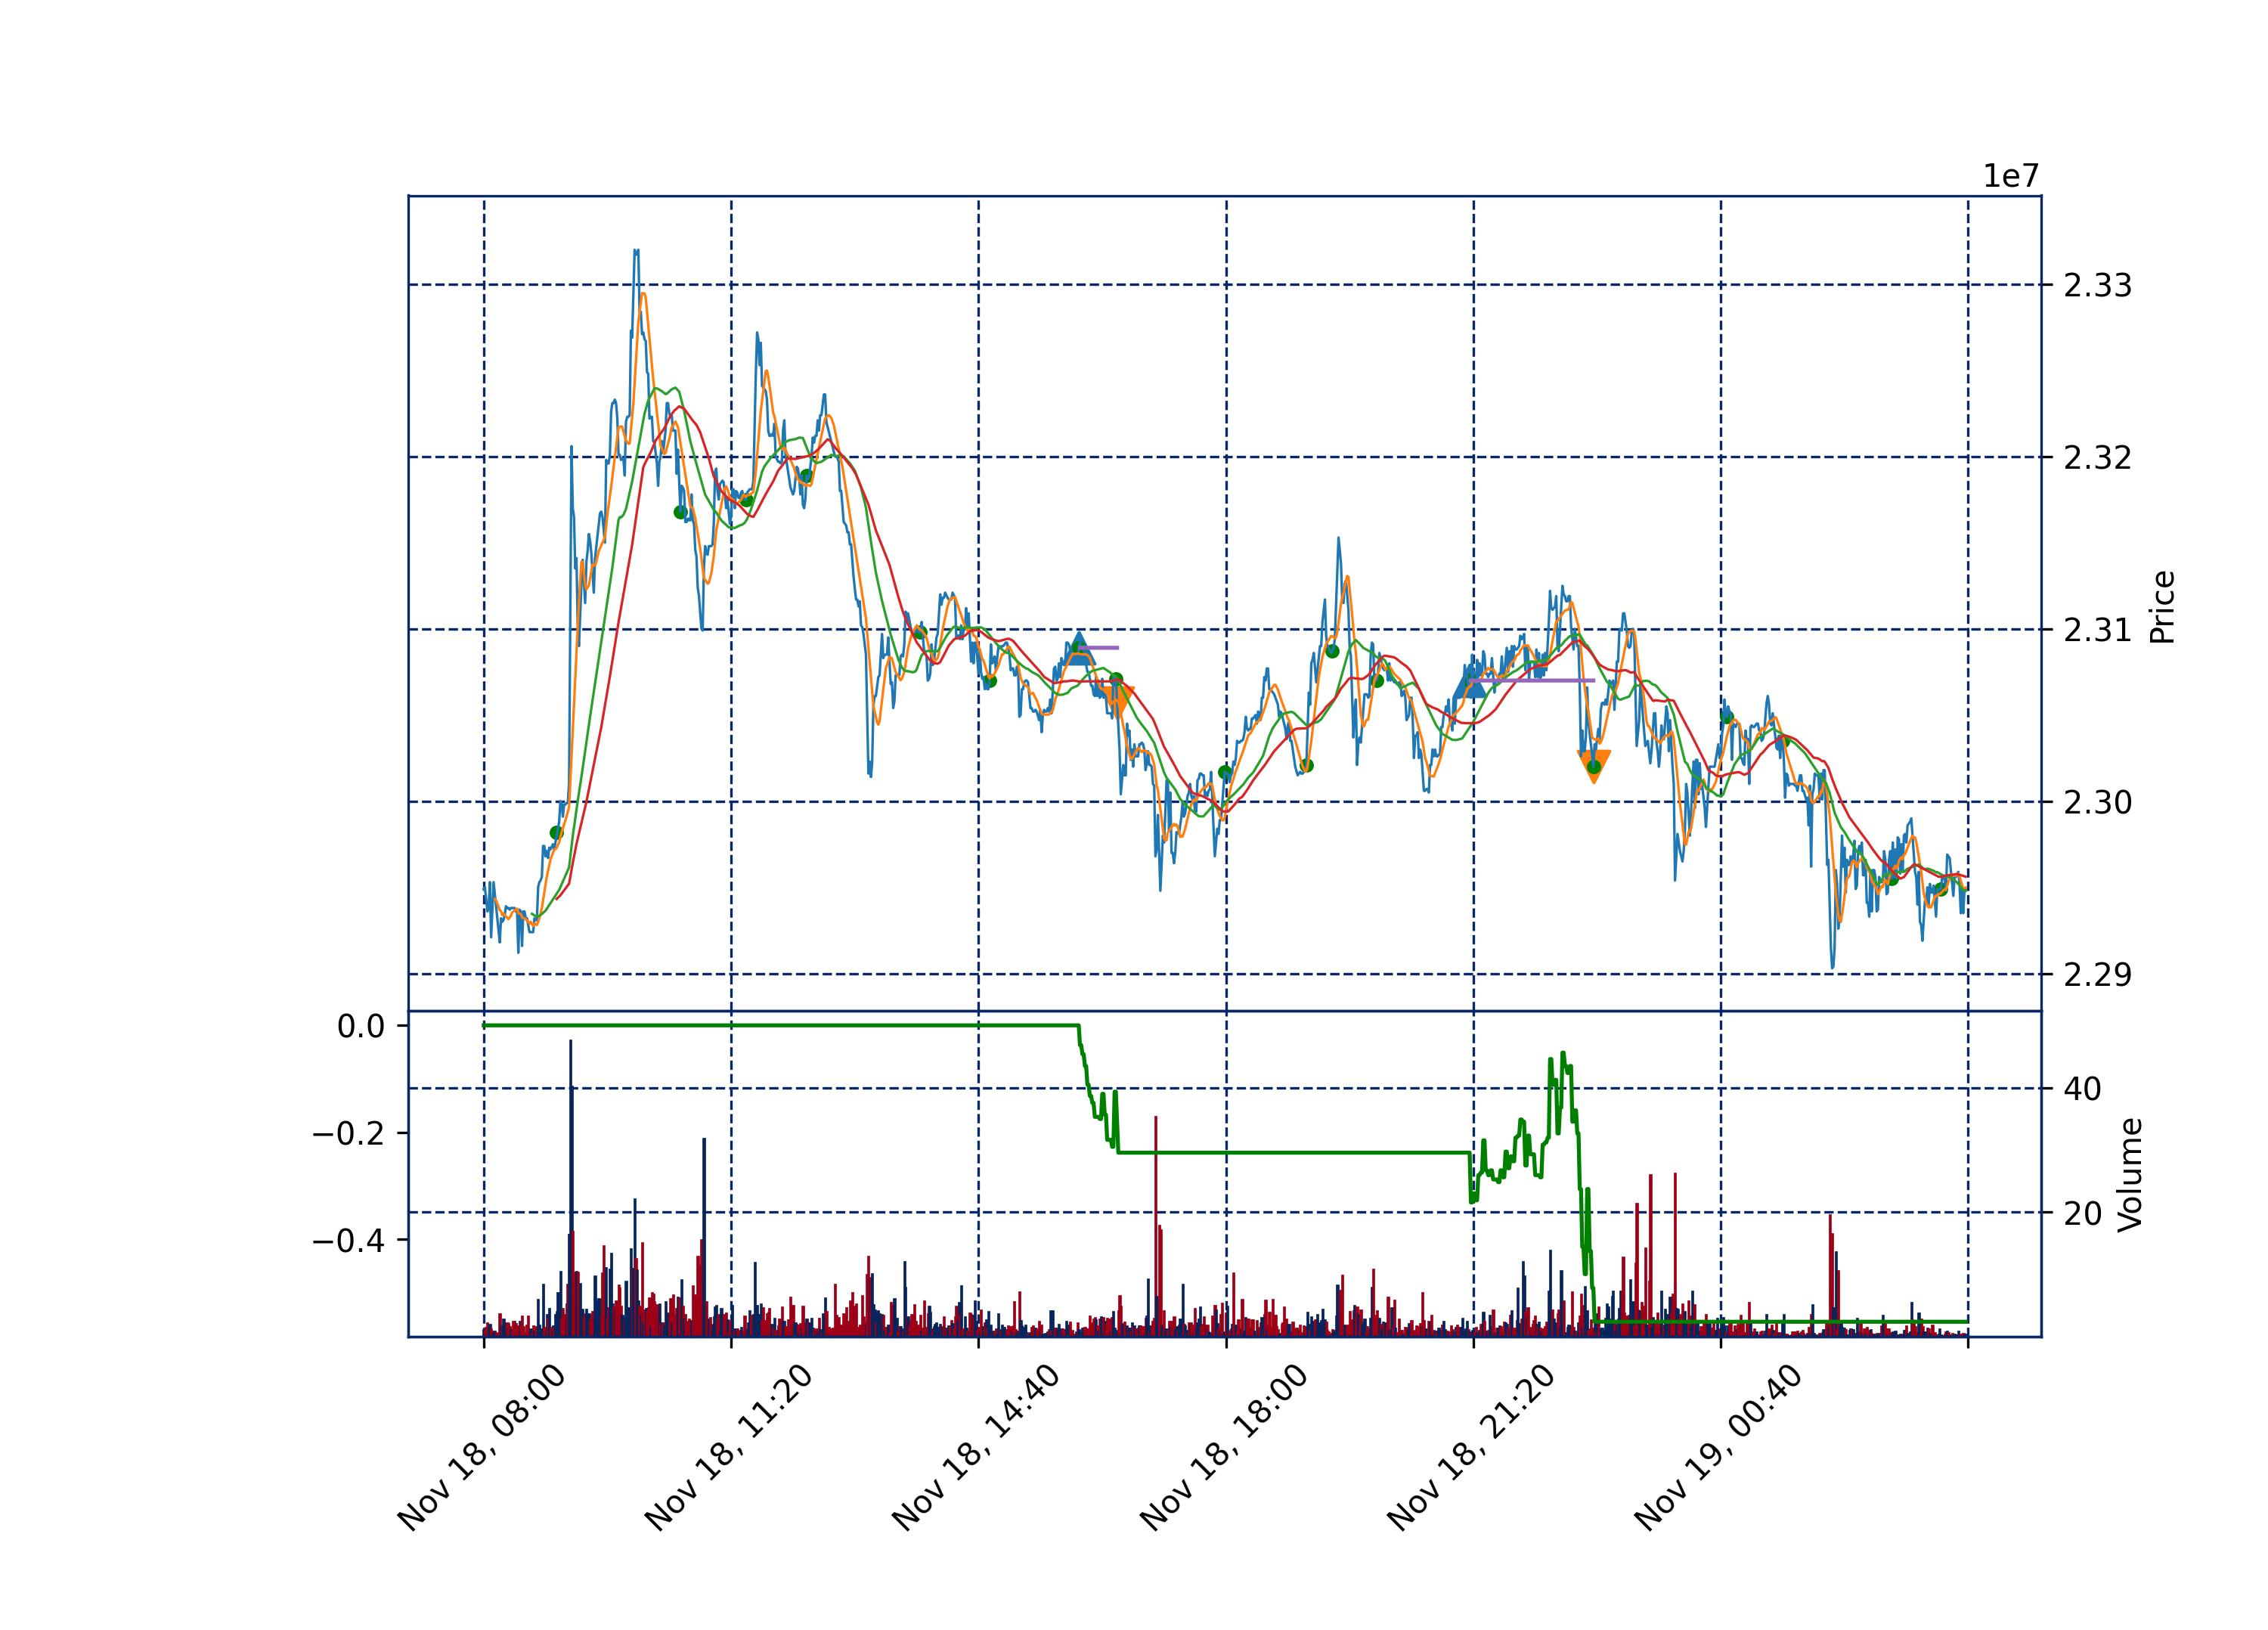 1e7
2.33
2.32
2.31
2.30
2.29
Price
0.0
−0.2
−0.4
40
20
Volume
Nov 18, 08:00
Nov 18, 11:20
Nov 18, 14:40
Nov 18, 18:00
Nov 18, 21:20
Nov 19, 00:40